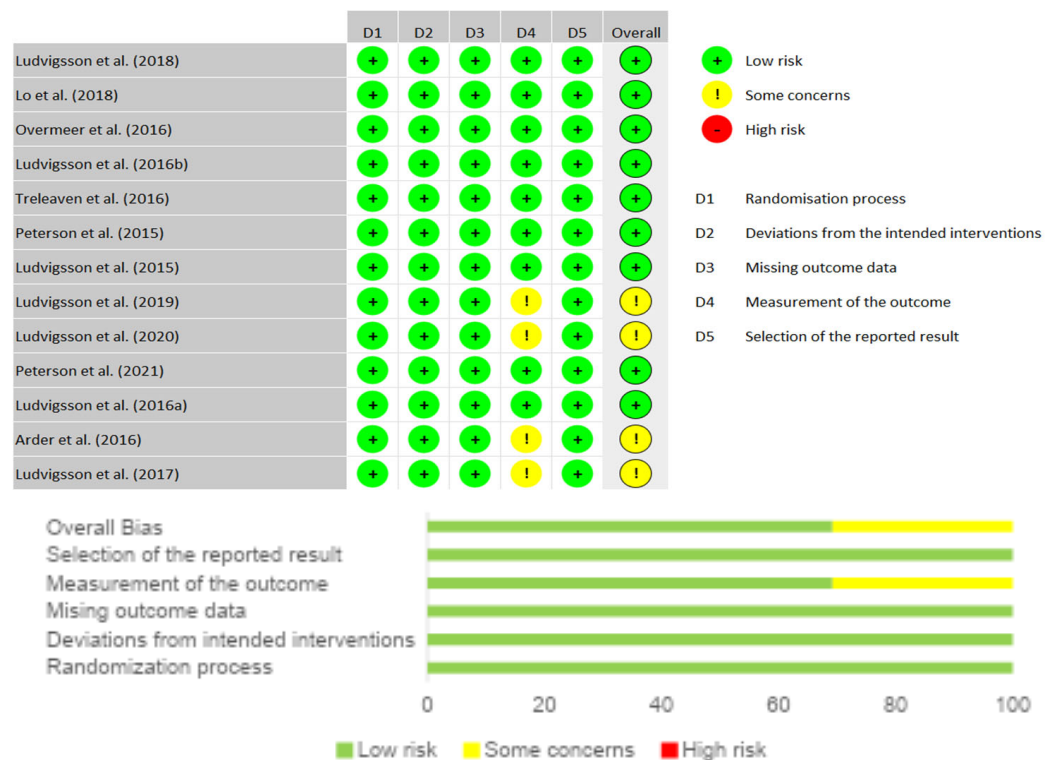 D1 D2 D3 D4 D5 Overall
Ludvigsson et al. (2018) + + + + + +
Lo et al. (2018) + + + + + +
Overmeer et al. (2016) + + + + + +
Ludvigsson et al. (2016b) + + + + + +
Treleaven et al. (2016) + + + + + +
Peterson et al. (2015) + + + + + +
Ludvigsson et al. (2015) + + + + + +
Ludvigsson et al. (2019) + + + ! + !
Ludvigsson et al. (2020) + + + ! + !
Peterson et al. (2021) + + + + + +
Ludvigsson et al. (2016a) + + + + + +
Arder et al. (2016) + + + ! + !
Ludvigsson et al. (2017) + + + ! + !
+ Low risk
! Some concerns
- High risk
D1 Randomisation process
D2 Deviations from the intended interventions
D3 Missing outcome data
D4 Measurement of the outcome
D5 Selection of the reported result
Overall Bias
Selection of the reported result
Measurement of the outcome
Mising outcome data
Deviations from intended interventions
Randomization process
0 20 40 60 80 100
Low risk Some concerns High risk